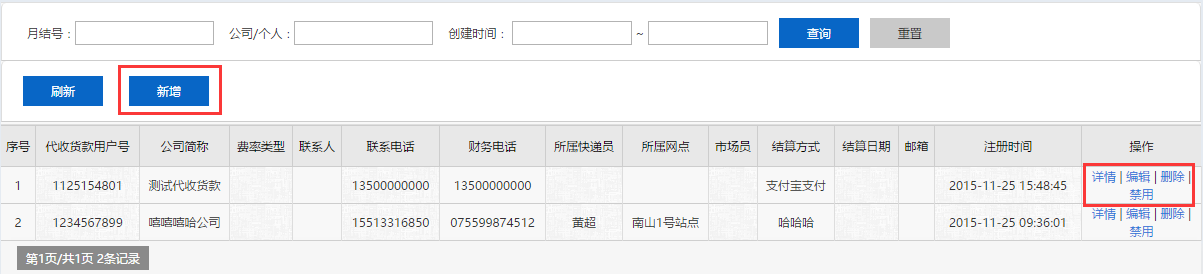 月结号： 公司/个人： 创建时间： ~ 查询 重置
刷新 新增
序号 代收货款用户号 公司简称 费率类型 联系人 联系电话 财务电话 所属快递员 所属网点 市场员 结算方式 结算日期 邮箱 注册时间 操作
1 1125154801 测试代收货款 13500000000 13500000000 支付宝支付 2015-11-25 15:48:45 详情 | 编辑 | 删除 |
禁用
2 1234567899 嘻嘻嘻哈公司 15513316850 075599874512 黄超 南山1号站点 哈哈哈 2015-11-25 09:36:01 详情 | 编辑 | 删除 |
禁用
第1页/共1页 2条记录